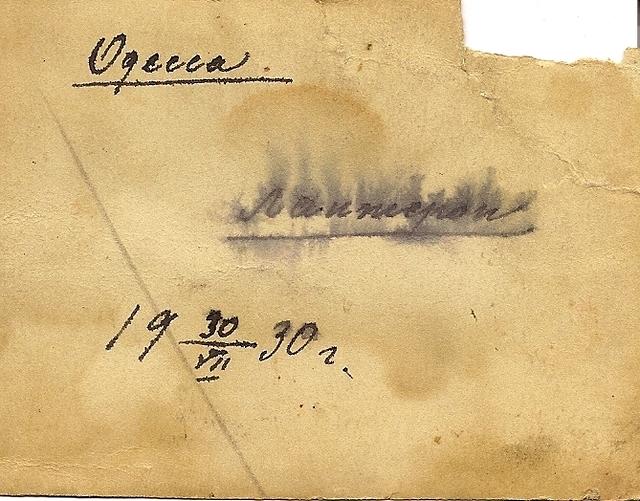 Одесса.
Ланжерон
19 30/VII 30 г.